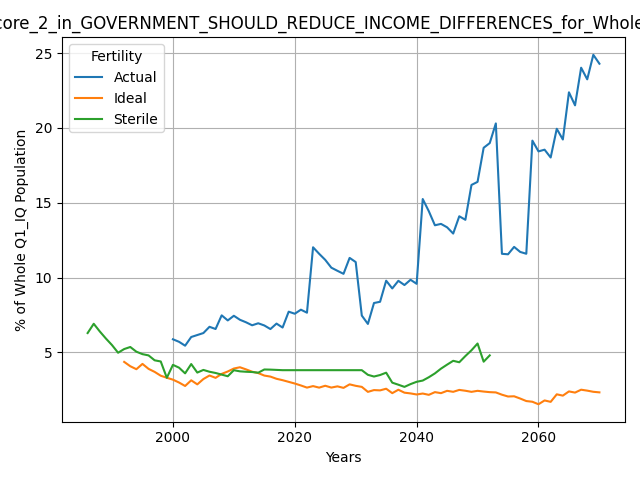 core_2_in_GOVERNMENT_SHOULD_REDUCE_INCOME_DIFFERENCES_for_Whole
25
20
15
10
5
% of Whole Q1_IQ Population
Fertility
Actual
Ideal
Sterile
2000 2020 2040 2060
Years